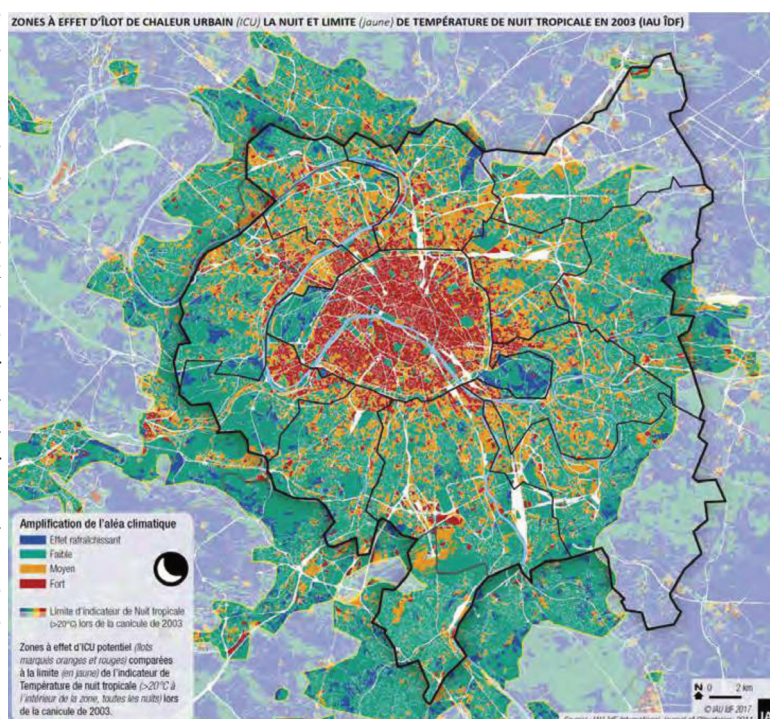 ZONES À EFFET D'ÎLOT DE CHALEUR URBAIN (ICU) LA NUIT ET LIMITE (jaune) DE TEMPÉRATURE DE NUIT TROPICALE EN 2003 (IAU ÎDF)
Amplification de l'aléa climatique
Effet rafraîchissant
Faible
Moyen
Fort
Limite d'indicateur de Nuit tropicale
(>20°C) lors de la canicule de 2003
Zones à effet d'ICU potentiel (îlots
marqués oranges et rouges) comparées
à la limite (en jaune) de l'indicateur de
Température de nuit tropicale (>20°C à
l'intérieur de la zone, toutes les nuits) lors
de la canicule de 2003.
N 0 2 km
© IAU îdF 2017